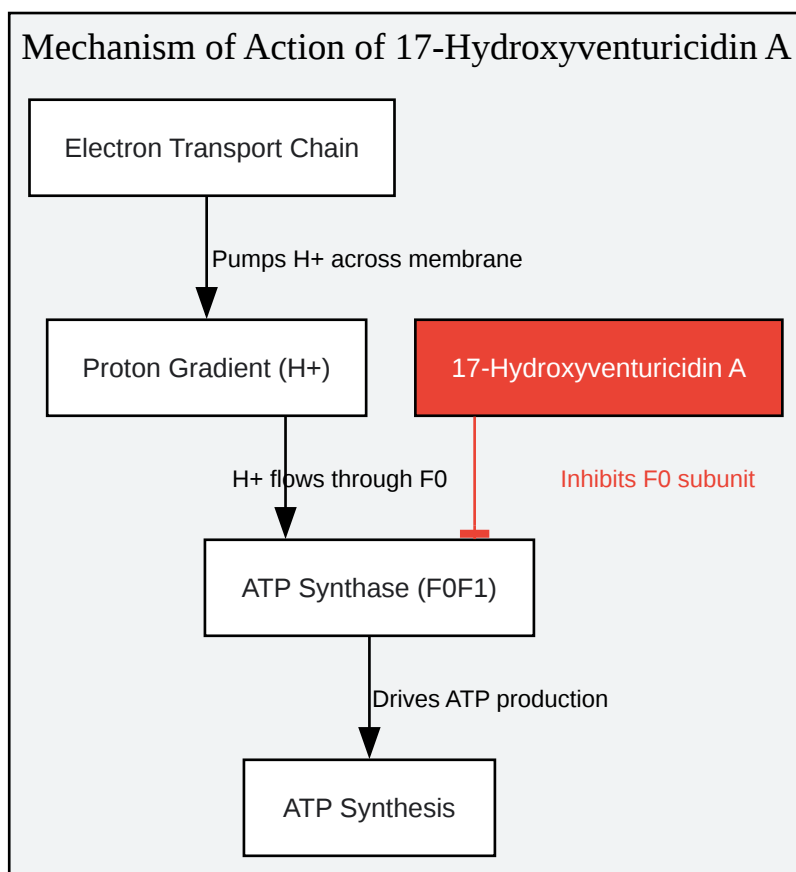 Mechanism of Action of 17-Hydroxyventuricidin A
Electron Transport Chain
Pumps H+ across membrane
Proton Gradient (H+)
17-Hydroxyventuricidin A
H+ flows through F0
Inhibits F0 subunit
ATP Synthase (F0F1)
Drives ATP production
ATP Synthesis